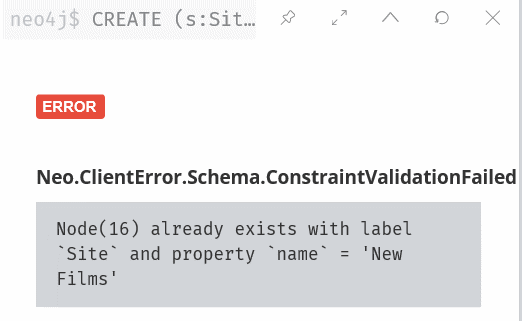 neo4j$ CREATE (s:Sit…
ERROR
Neo.ClientError.Schema.ConstraintValidationFailed
Node(16) already exists with label
`Site` and property `name` = 'New
Films'